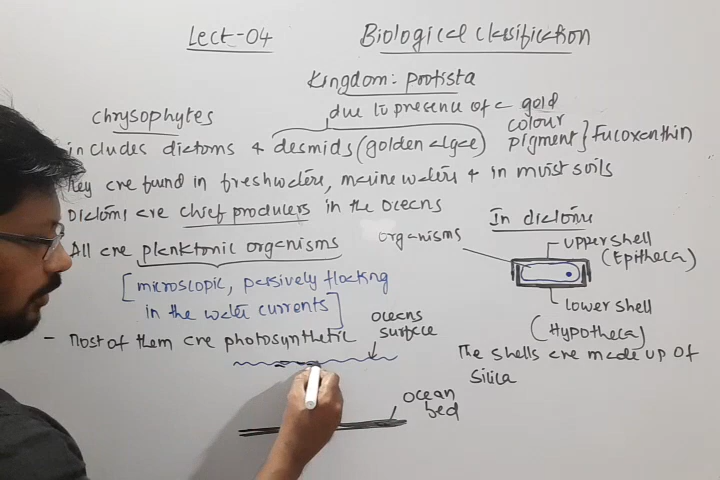 Lect-04
Biological classification
Kingdom: protista
Chrysophytes
due to presence of a gold
colour
pigment } Fucoxanthin
includes diatoms & desmids (golden algae)
They are found in freshwaters, marine waters & in moist soils
Diatoms are chief producers in the oceans
All are planktonic organisms
[microscopic, passively floating
in the water currents]
- Most of them are photosynthetic
oceans
surface
ocean
bed
In diatoms
organisms
upper shell
(Epitheca)
lower shell
(Hypotheca)
The shells are made up of
silica